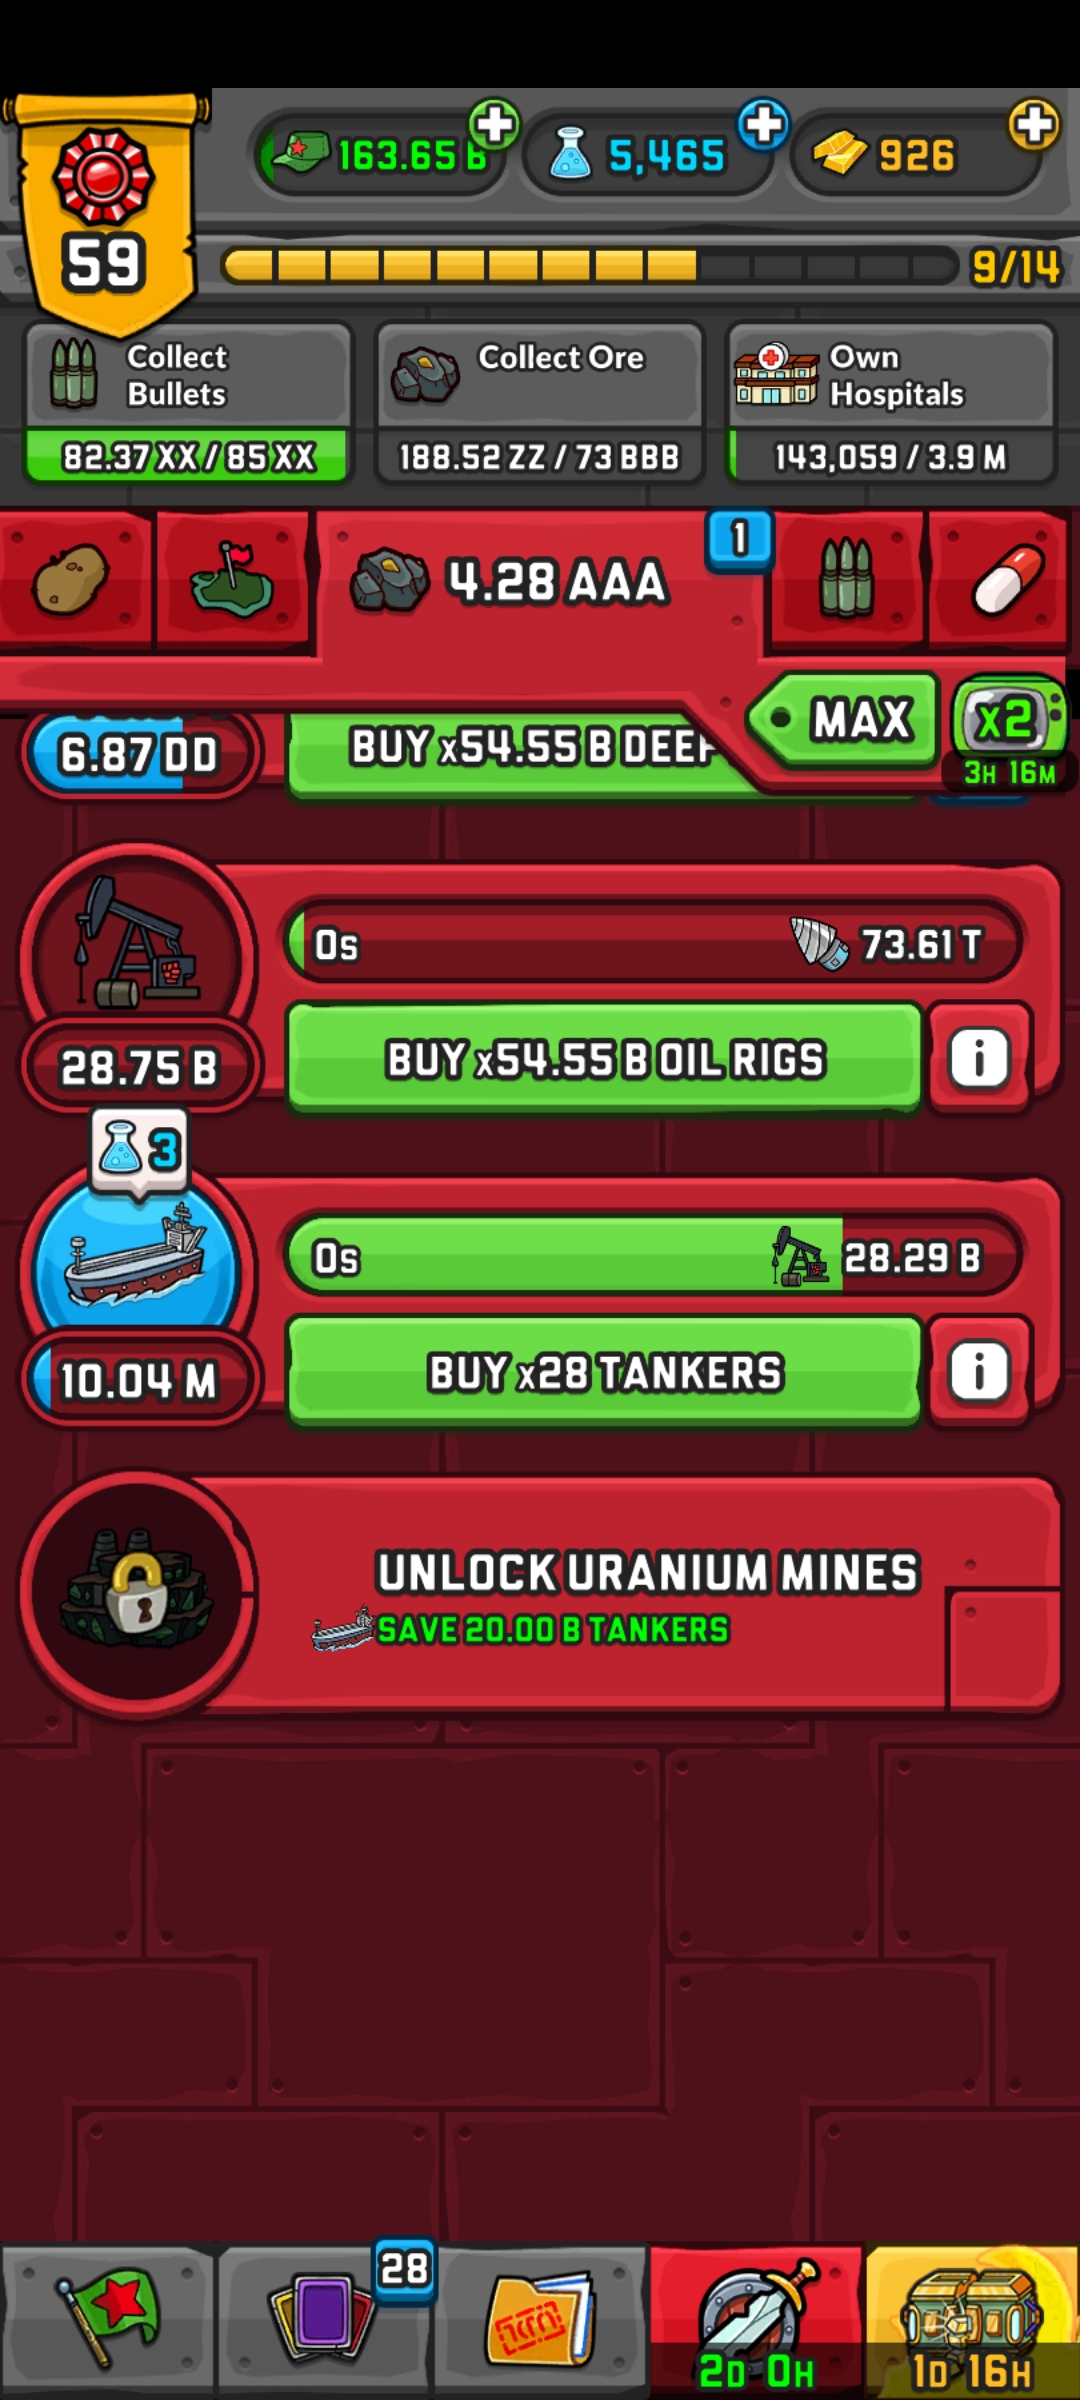 163.65 B
5,465
926
59
9/14
Collect
Bullets
82.37 XX / 85 XX
Collect Ore
188.52 ZZ / 73 BBB
Own
Hospitals
143,059 / 3.9 M
4.28 AAA
1
MAX
x2
3H 16M
6.87 DD
BUY x54.55 B DEEP
0s
73.61 T
28.75 B
BUY x54.55 B OIL RIGS
i
3
0s
28.29 B
10.04 M
BUY x28 TANKERS
i
UNLOCK URANIUM MINES
SAVE 20.00 B TANKERS
28
2D 0H
1D 16H